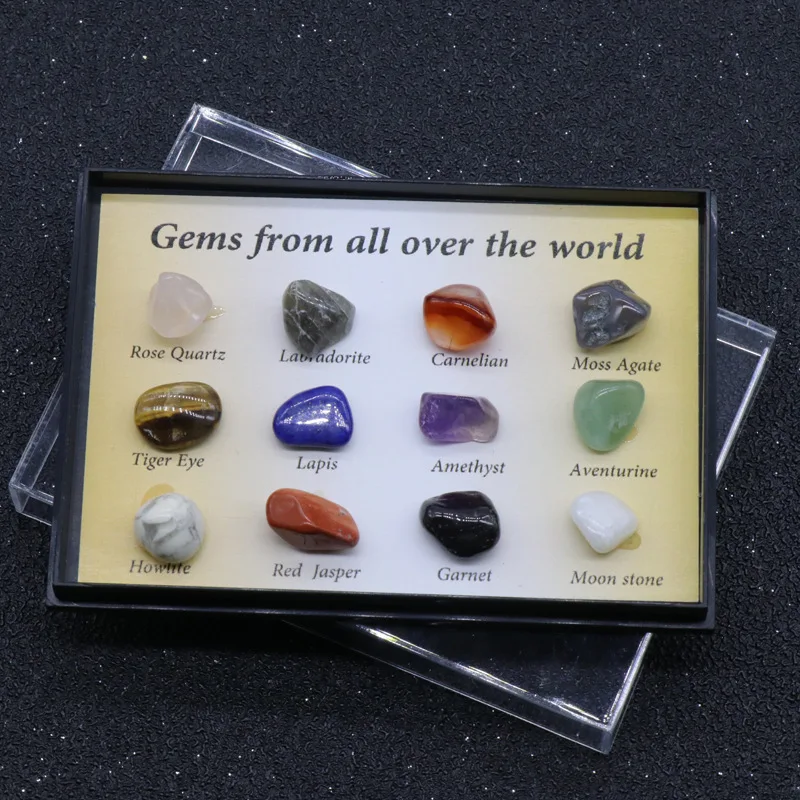 Gems from all over the world
Rose Quartz Labradorite Carnelian Moss Agate
Tiger Eye Lapis Amethyst Aventurine
Howlite Red Jasper Garnet Moon stone